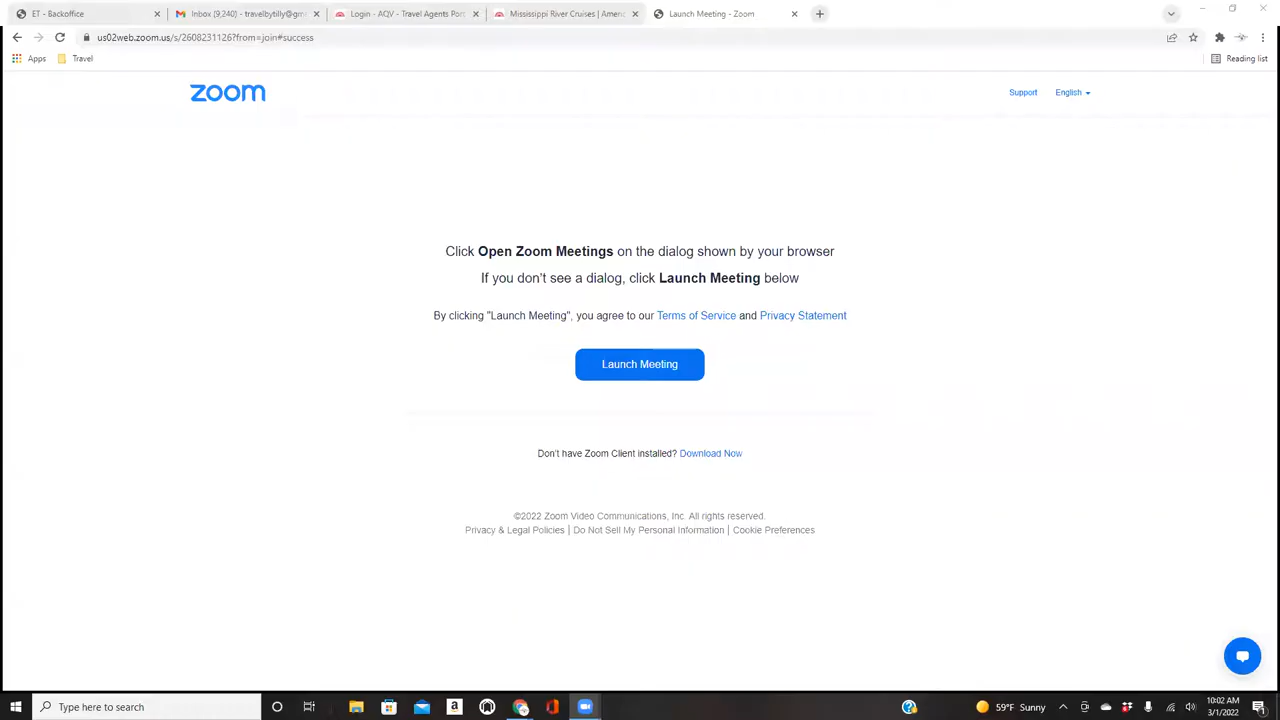 ET - Backoffice
Inbox (9,240) - travelbytilly@gm
Login - AQV - Travel Agents Port
Mississippi River Cruises | Ameri
Launch Meeting - Zoom
us02web.zoom.us/s/2608231126?from=join#success
Apps
Travel
Reading list
zoom
Support
English
Click Open Zoom Meetings on the dialog shown by your browser
If you don't see a dialog, click Launch Meeting below
By clicking "Launch Meeting", you agree to our Terms of Service and Privacy Statement
Launch Meeting
Don't have Zoom Client installed? Download Now
©2022 Zoom Video Communications, Inc. All rights reserved.
Privacy & Legal Policies | Do Not Sell My Personal Information | Cookie Preferences
Type here to search
59°F Sunny
10:02 AM
3/1/2022